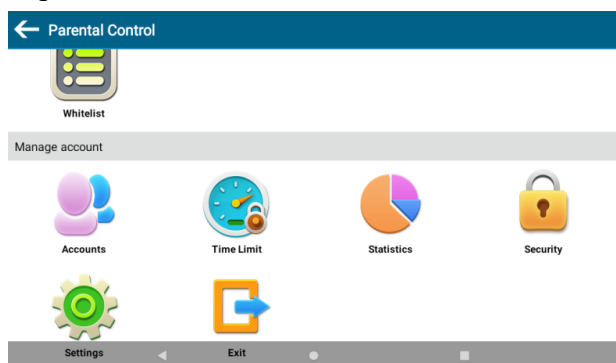 Parental Control
Whitelist
Manage account
Accounts
Time Limit
Statistics
Security
Settings
Exit